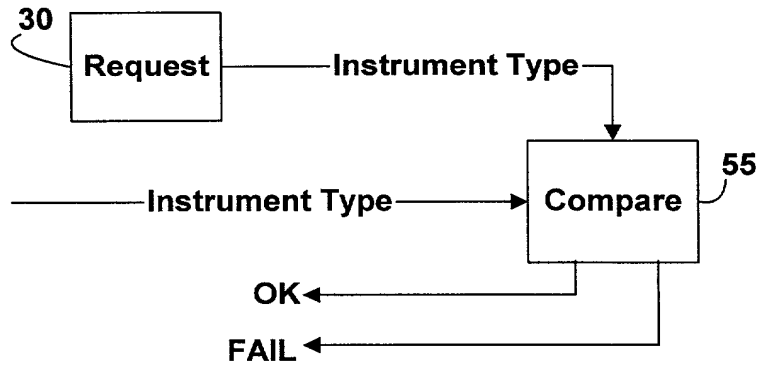 30
Request
Instrument Type
55
Instrument Type
Compare
OK
FAIL